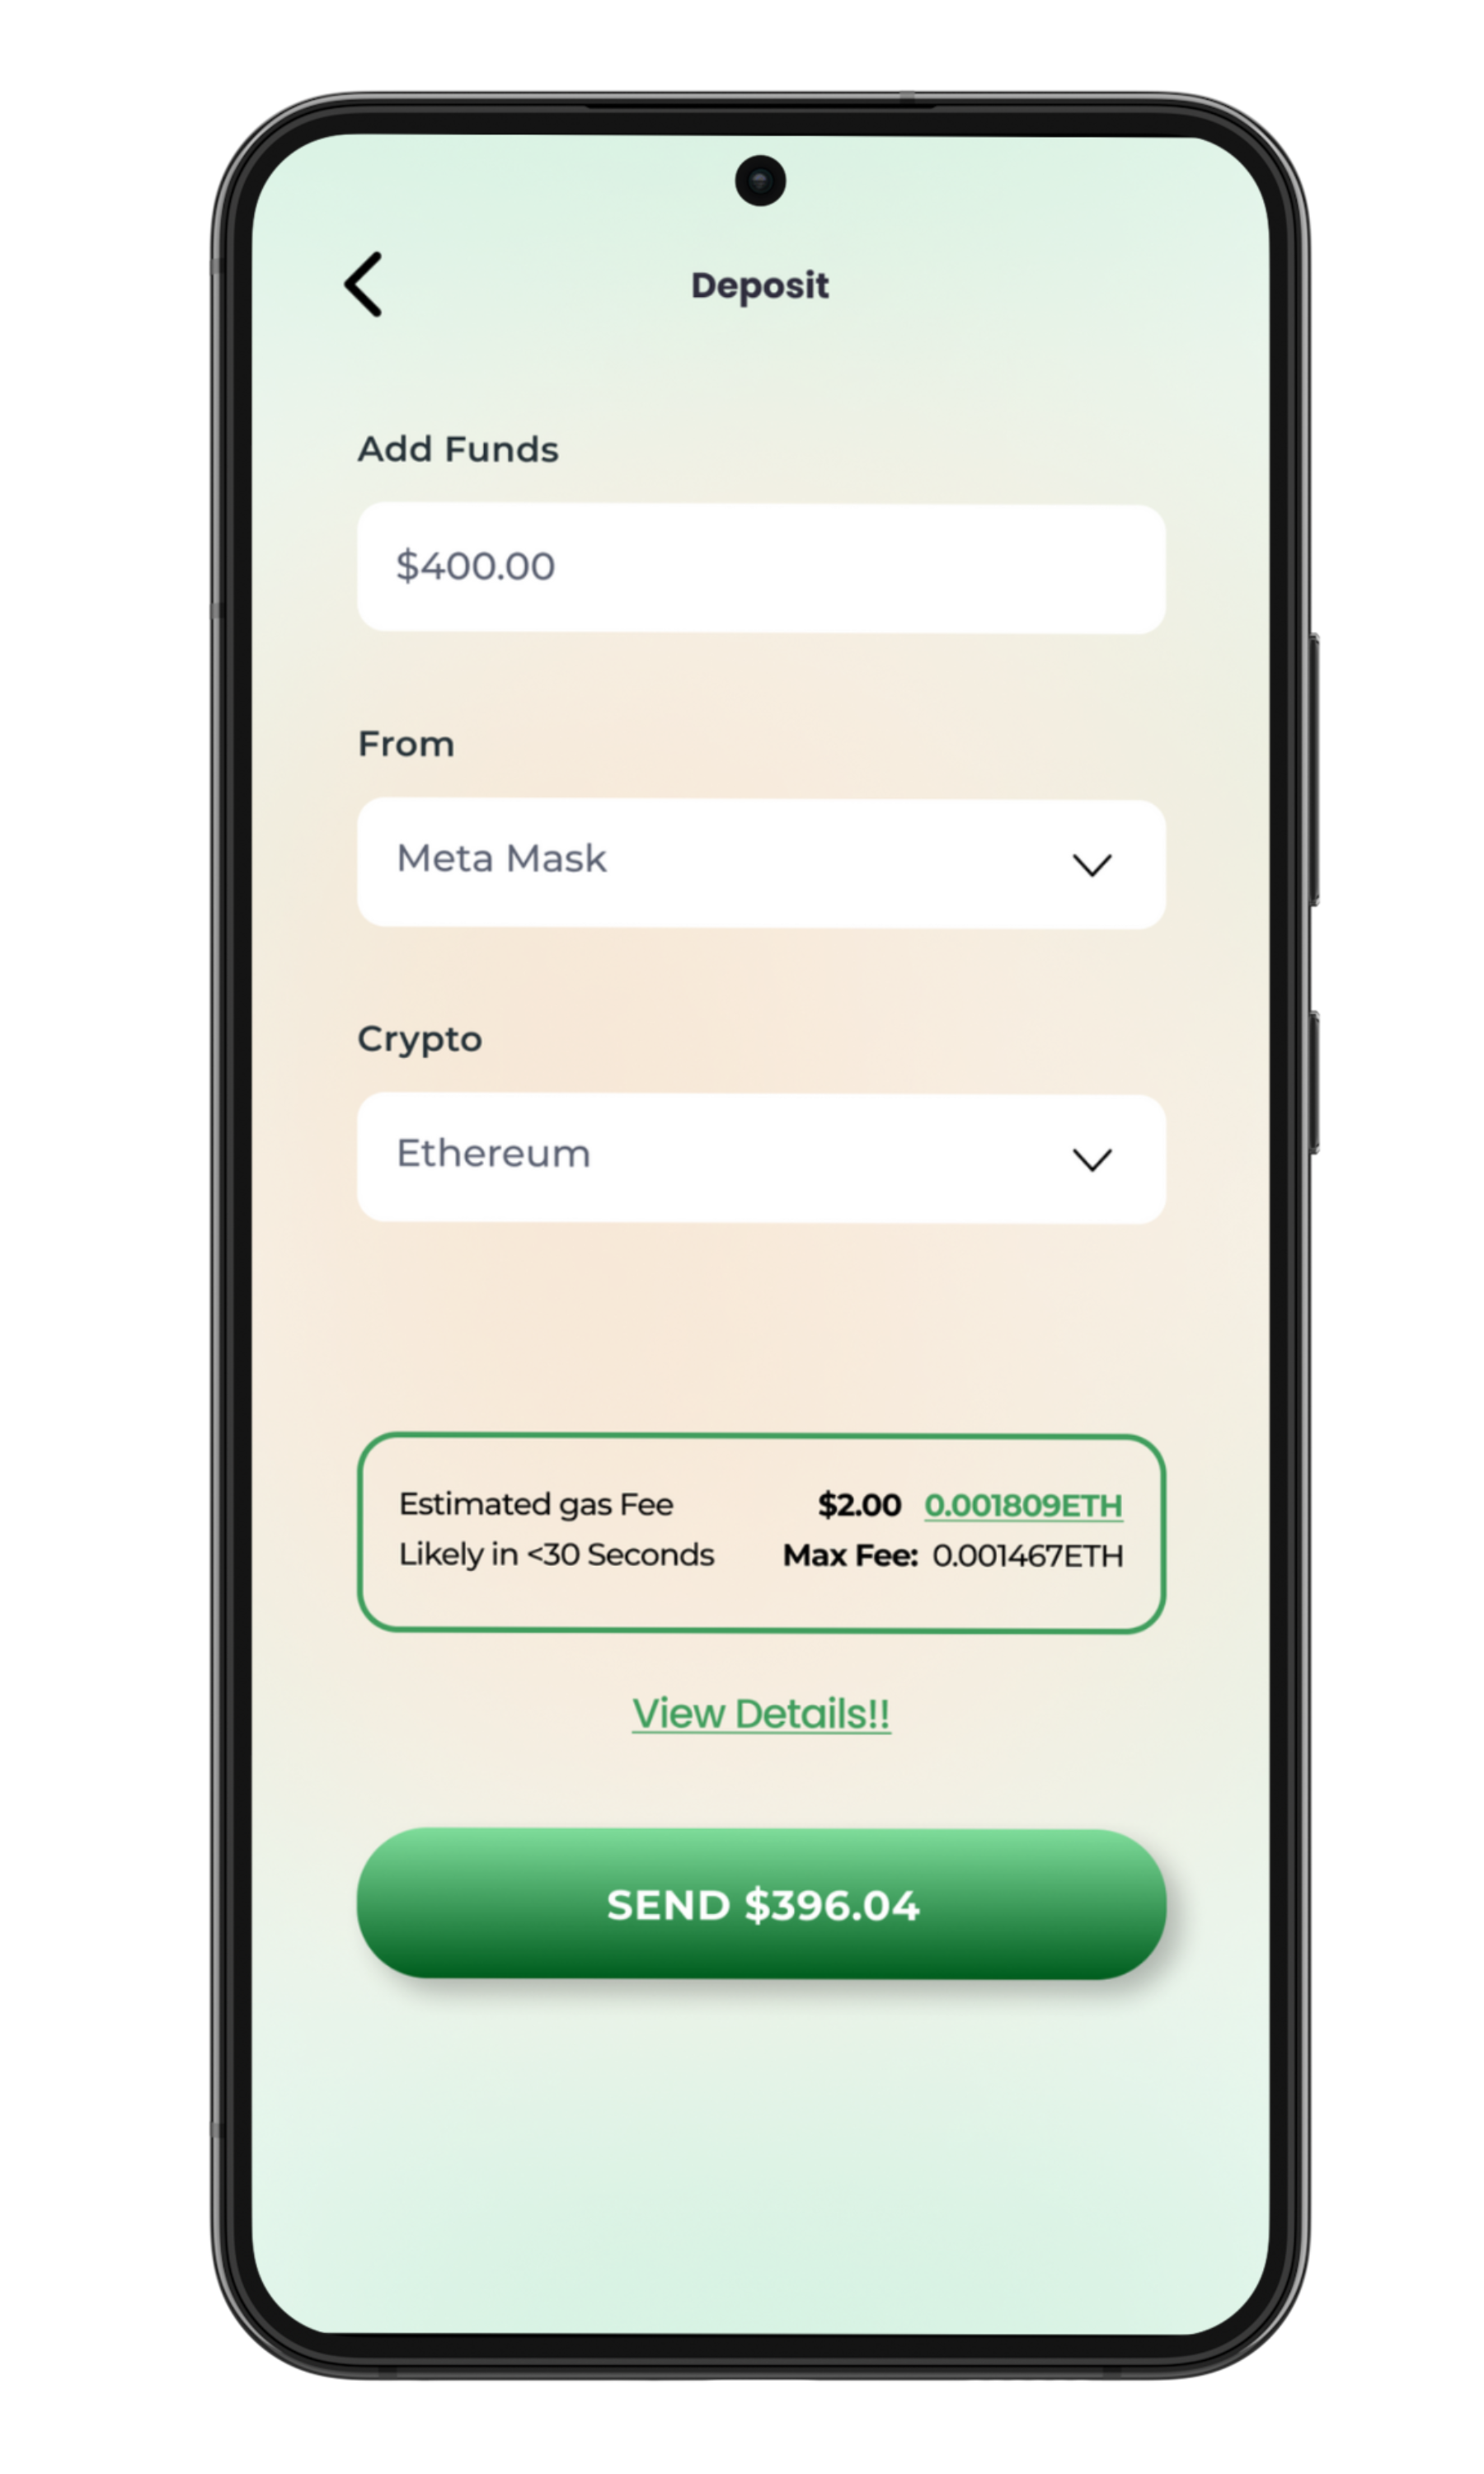 Deposit
Add Funds
$400.00
From
Meta Mask
Crypto
Ethereum
Estimated gas Fee $2.00 0.001809ETH
Likely in <30 Seconds Max Fee: 0.001467ETH
View Details!!
SEND $396.04